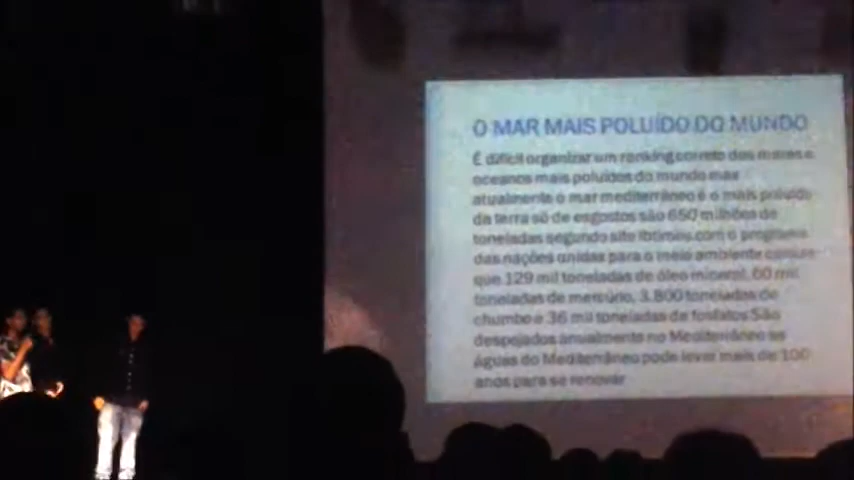 O MAR MAIS POLUÍDO DO MUNDO
É difícil organizar um ranking correto dos mares e
oceanos mais poluídos do mundo mas
atualmente o mar mediterrâneo é o mais poluído
da terra só de esgostos são 650 milhões de
toneladas segundo site ibtimes.com o programa
das nações unidas para o meio ambiente calcula
que 129 mil toneladas de óleo mineral, 60 mil
toneladas de mercúrio, 3.800 toneladas de
chumbo e 36 mil toneladas de fosfatos São
despejados anualmente no Mediterrâneo
águas do Mediterrâneo pode levar mais de 100
anos para se renovar